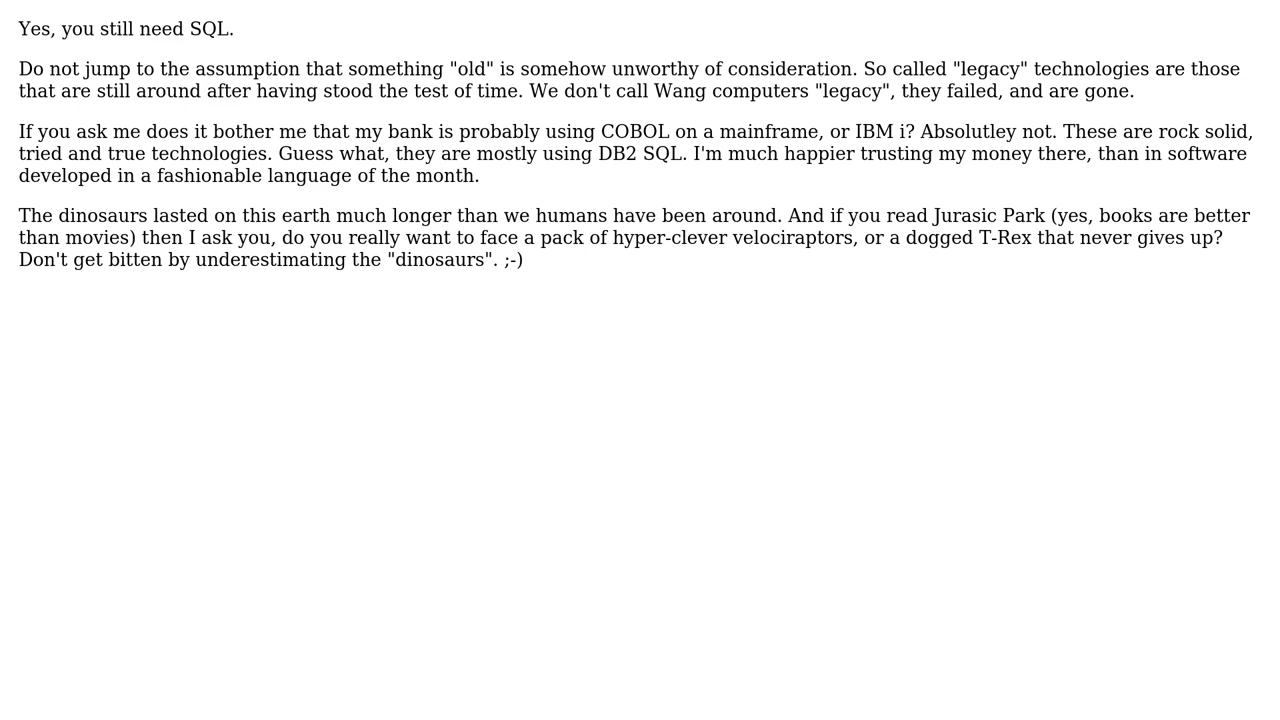 Yes, you still need SQL.
Do not jump to the assumption that something "old" is somehow unworthy of consideration. So called "legacy" technologies are those
that are still around after having stood the test of time. We don't call Wang computers "legacy", they failed, and are gone.
If you ask me does it bother me that my bank is probably using COBOL on a mainframe, or IBM i? Absolutley not. These are rock solid,
tried and true technologies. Guess what, they are mostly using DB2 SQL. I'm much happier trusting my money there, than in software
developed in a fashionable language of the month.
The dinosaurs lasted on this earth much longer than we humans have been around. And if you read Jurasic Park (yes, books are better
than movies) then I ask you, do you really want to face a pack of hyper-clever velociraptors, or a dogged T-Rex that never gives up?
Don't get bitten by underestimating the "dinosaurs". ;-)